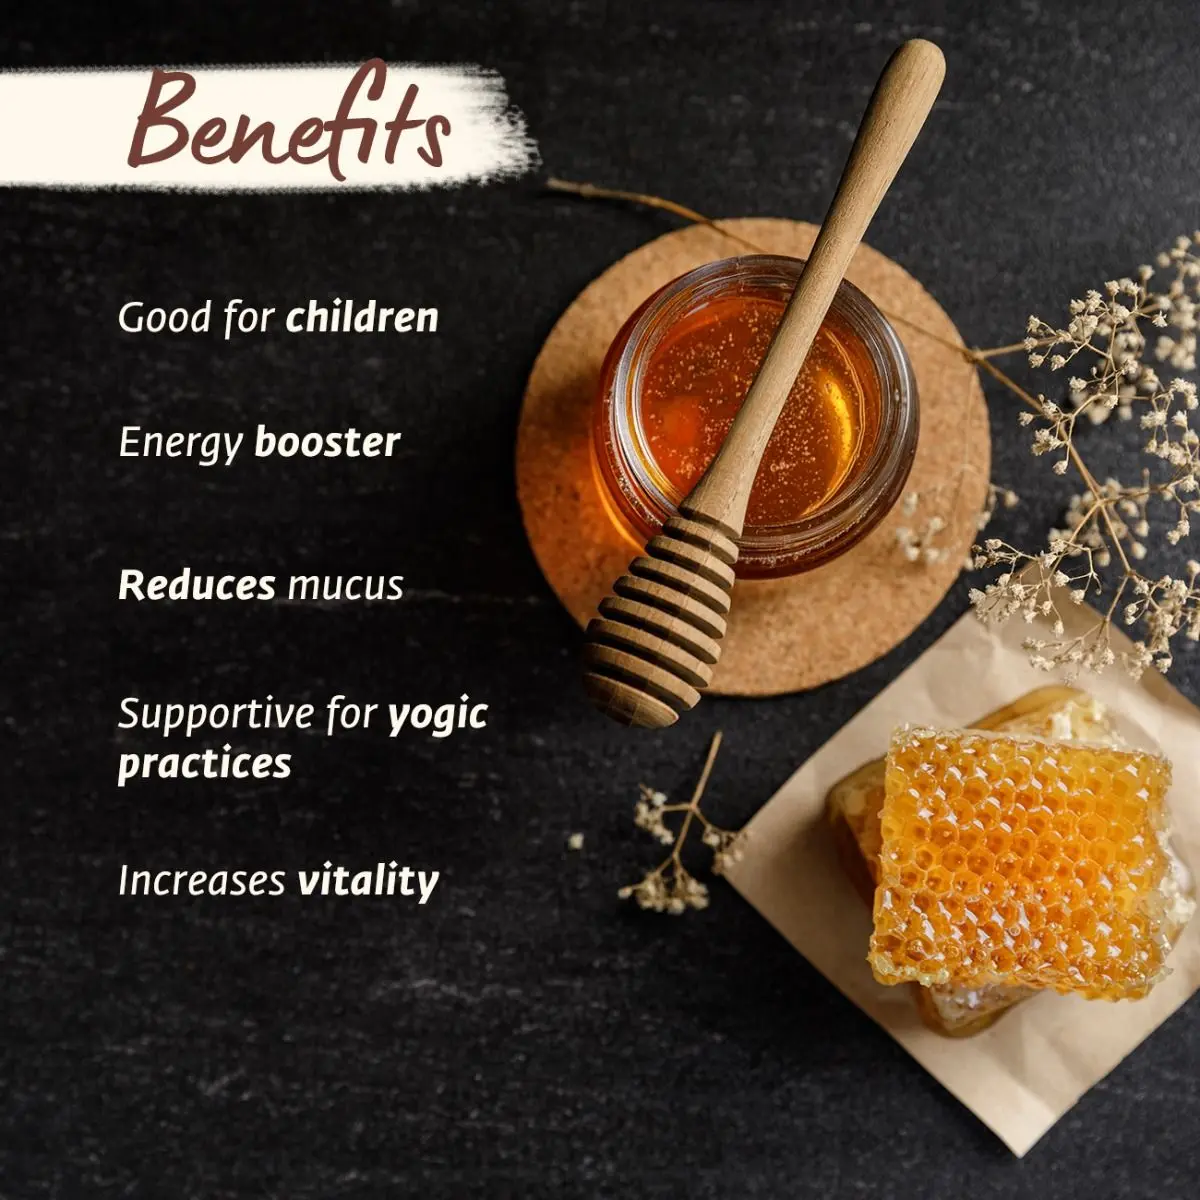 Benefits
Good for children
Energy booster
Reduces mucus
Supportive for yogic
practices
Increases vitality